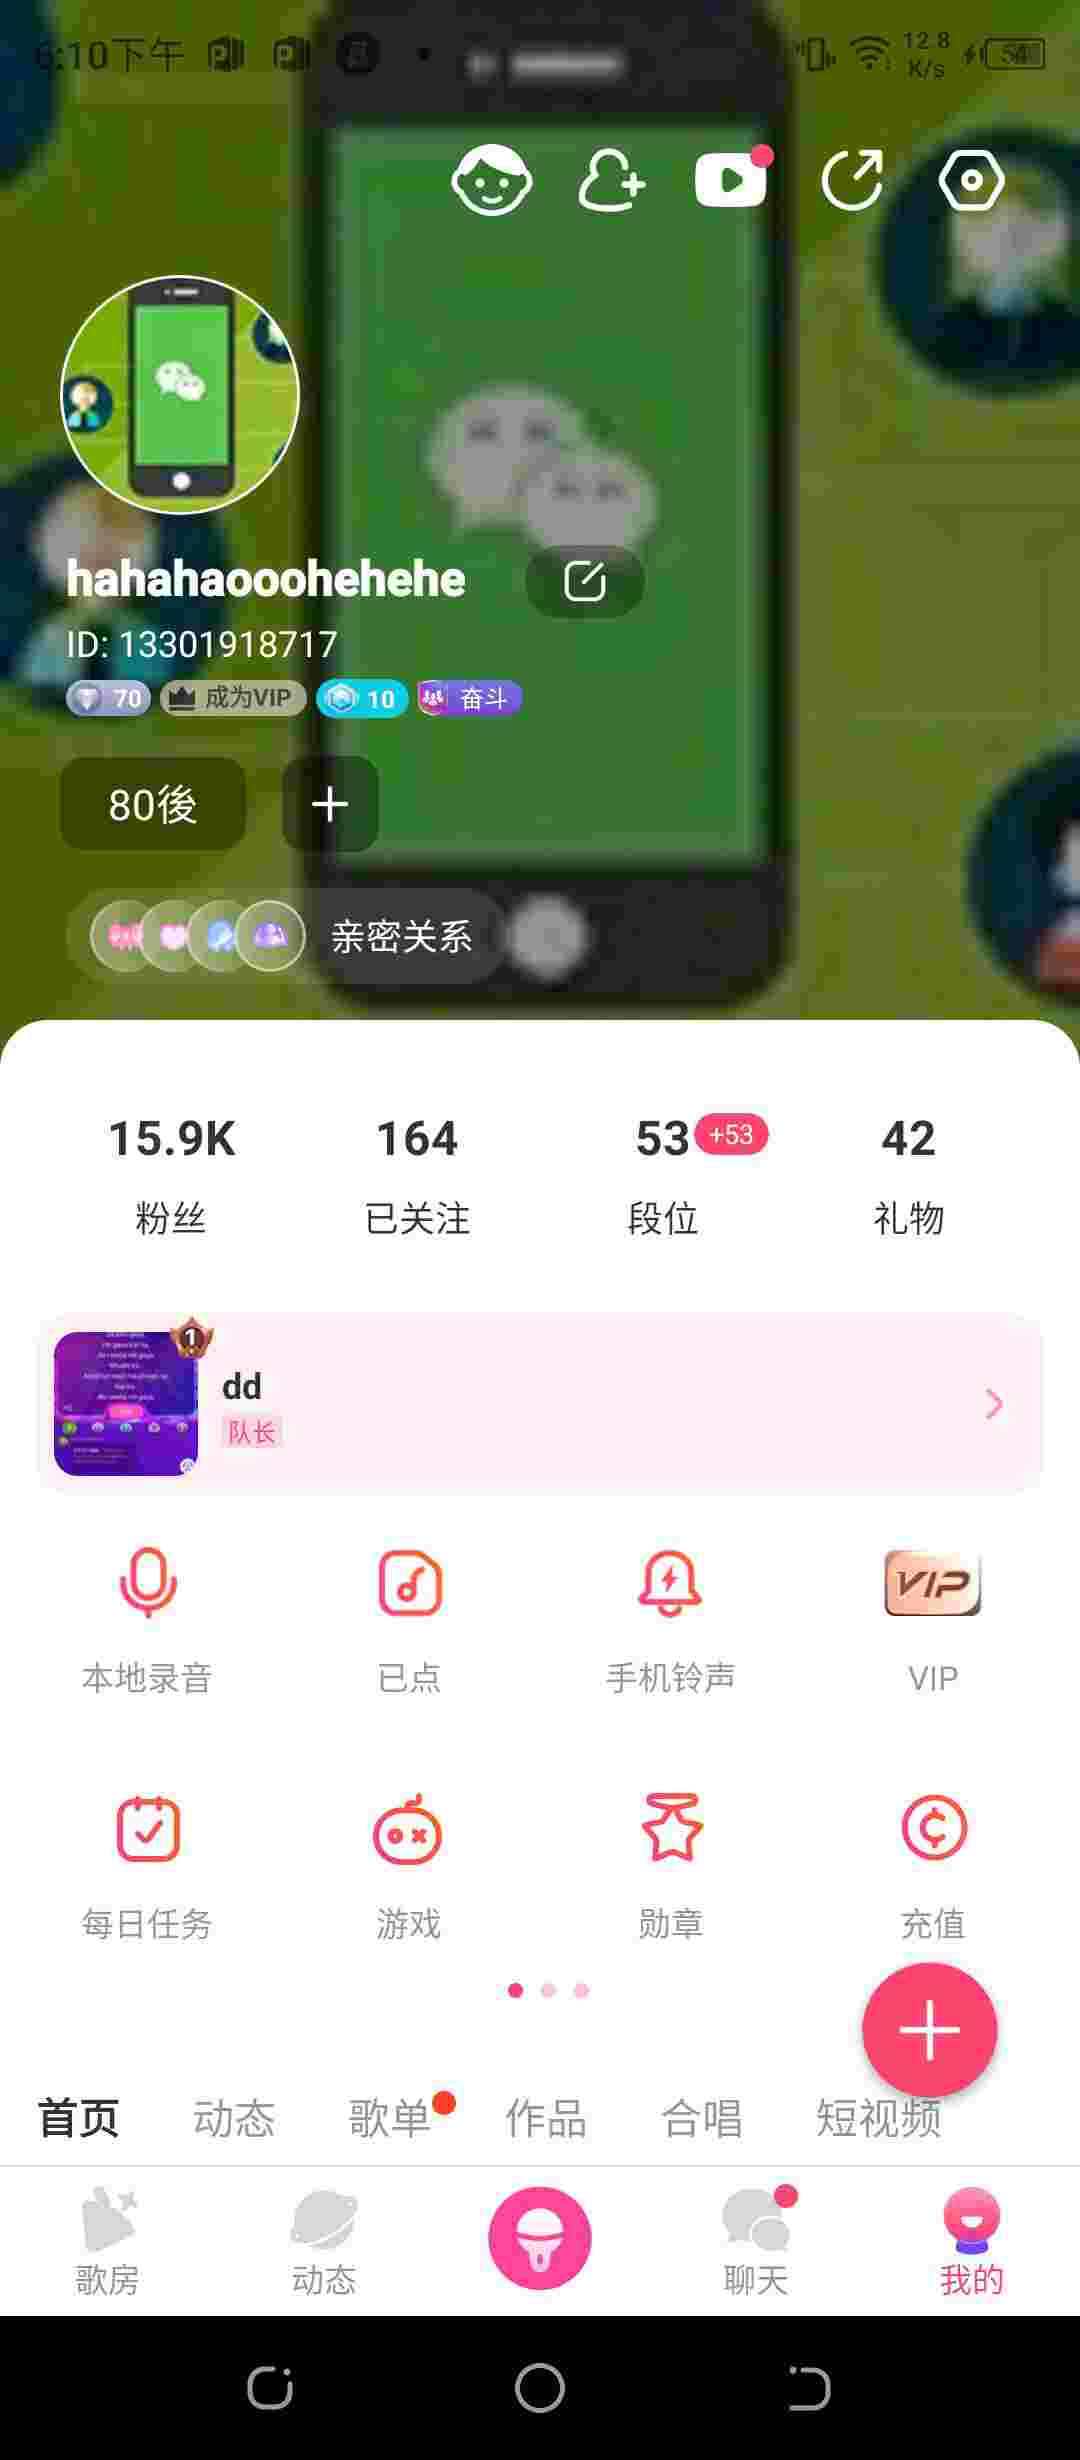 6:10下午
12.8
K/s
54
hahahaooohehehe
ID: 13301918717
70 成为VIP 10 奋斗
80後
亲密关系
15.9K 164 53 +53 42
粉丝 已关注 段位 礼物
1
dd
队长
VIP
本地录音 已点 手机铃声 VIP
每日任务 游戏 勋章 充值
首页 动态 歌单 作品 合唱 短视频
歌房 动态 聊天 我的